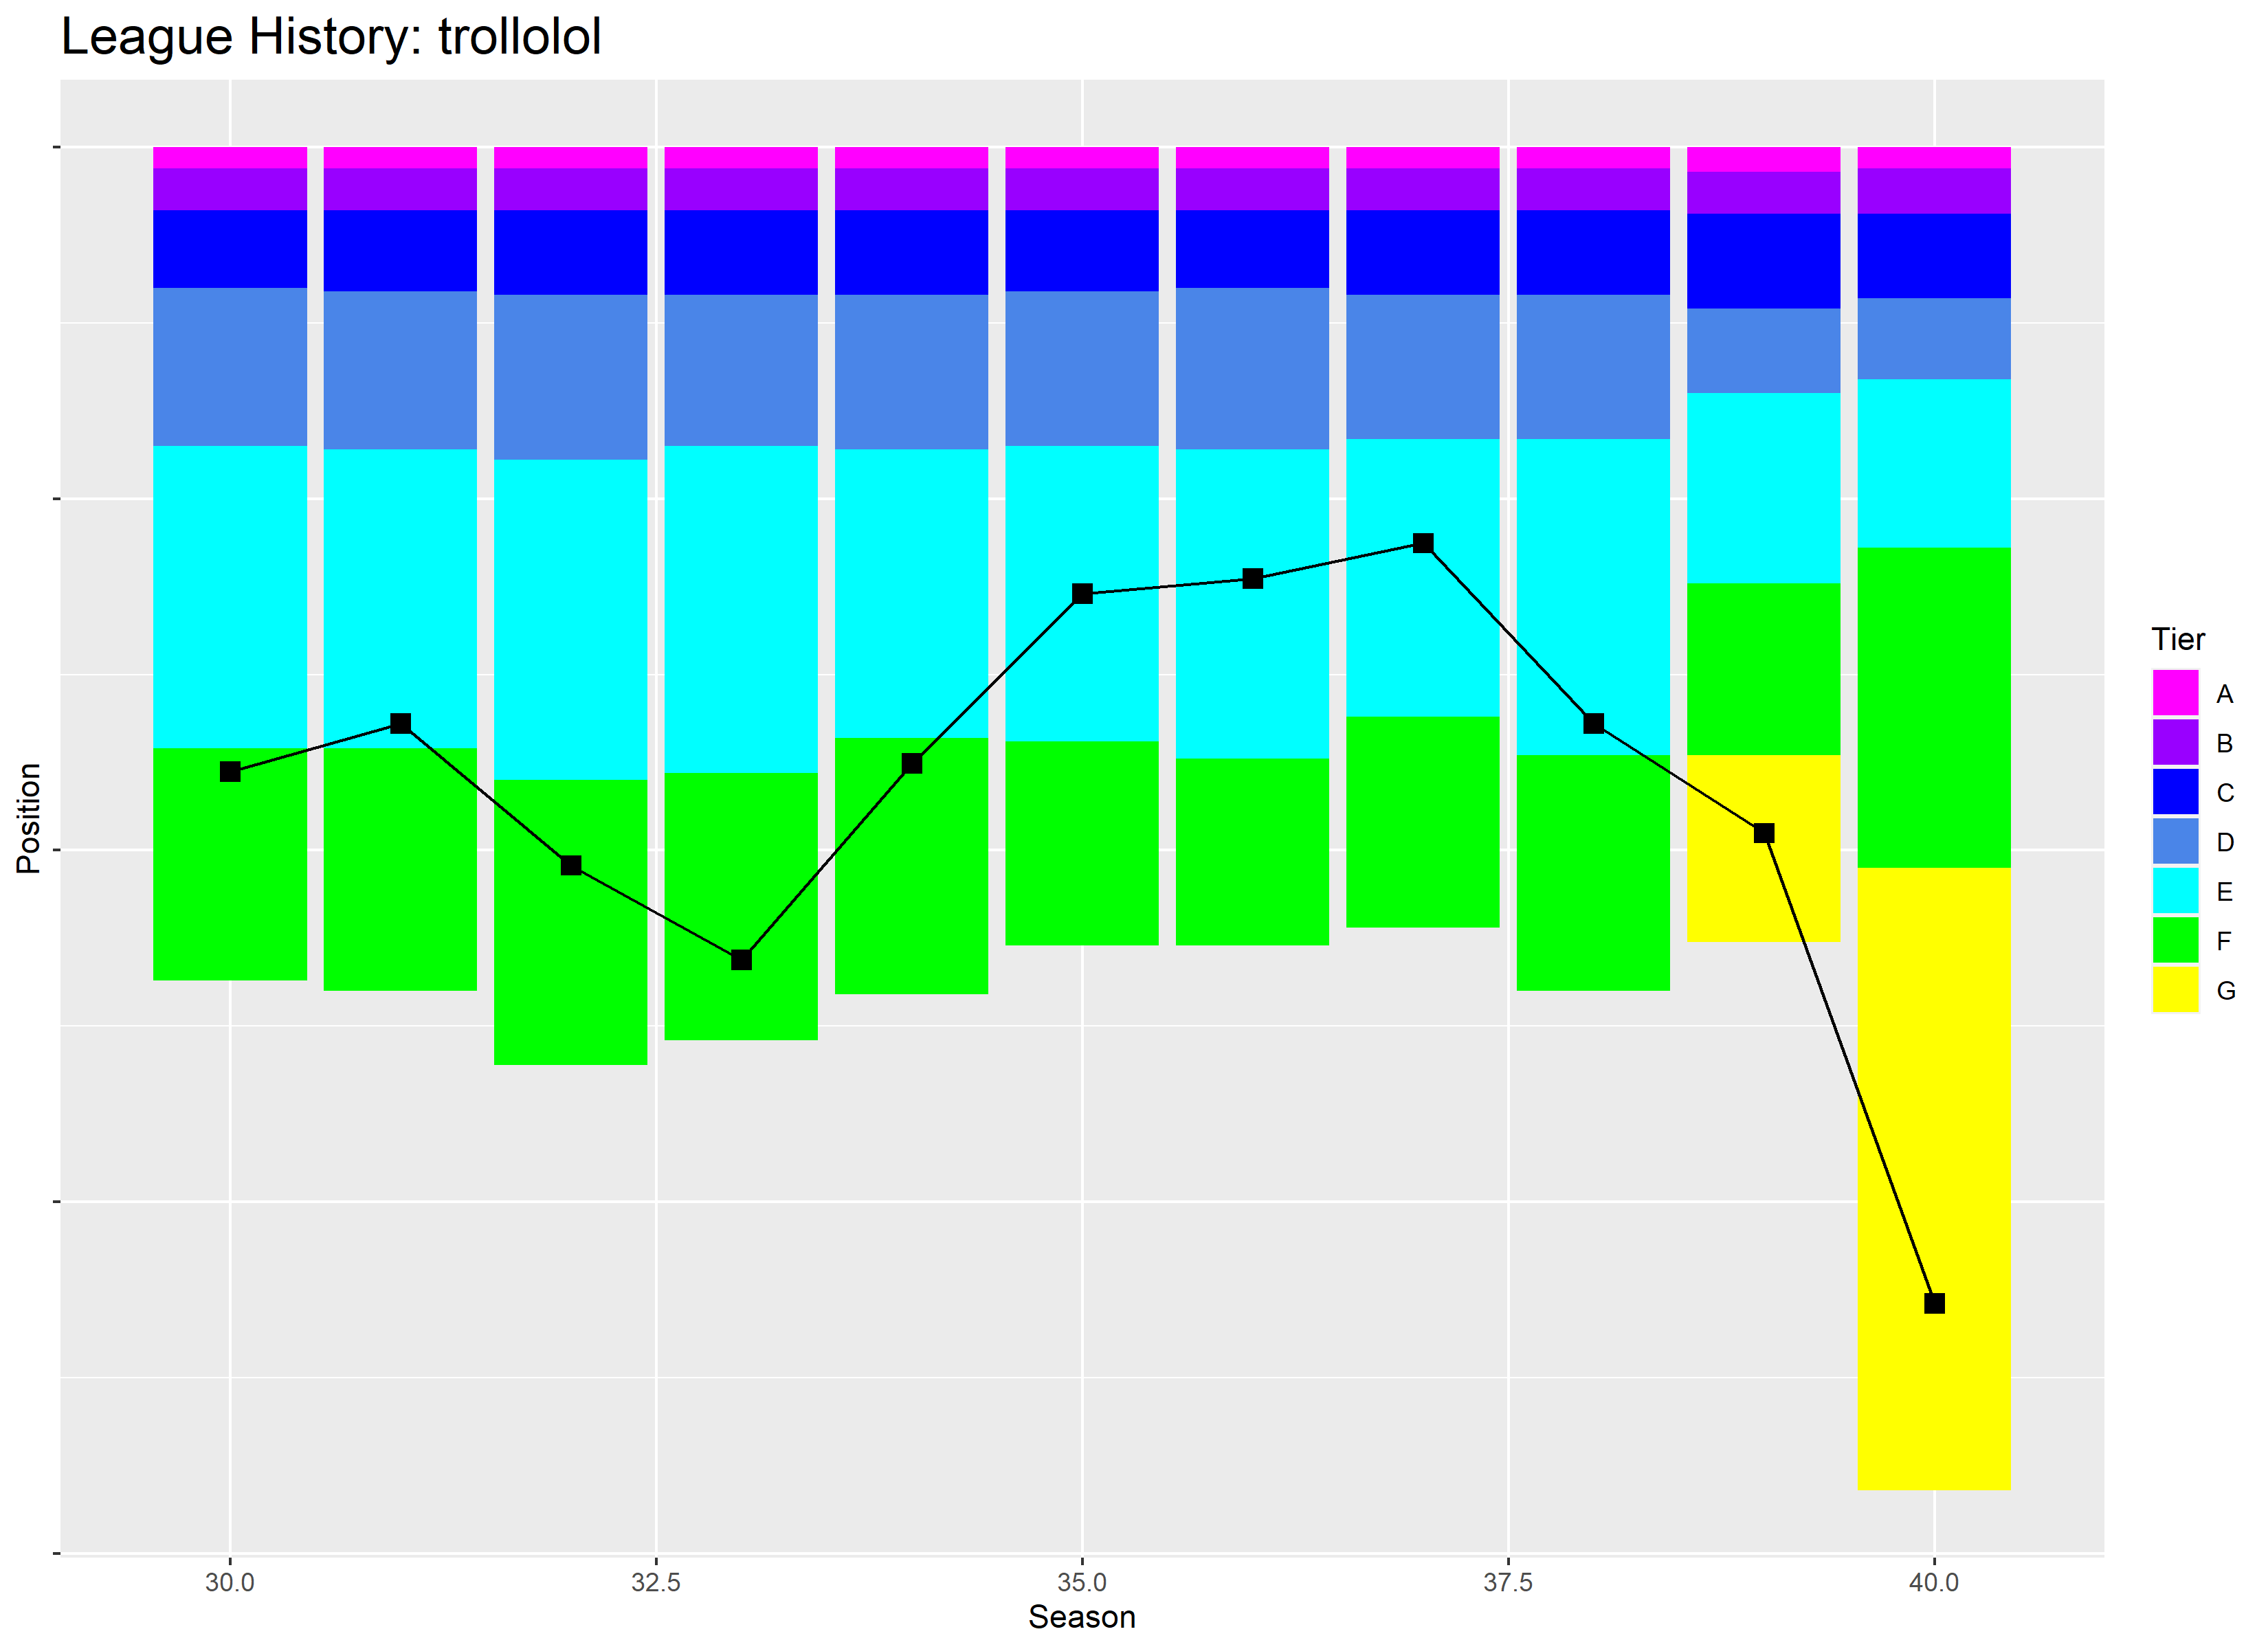 League History: trollolol
Position
30.0
32.5
35.0
37.5
40.0
Season
Tier
A
B
C
D
E
F
G